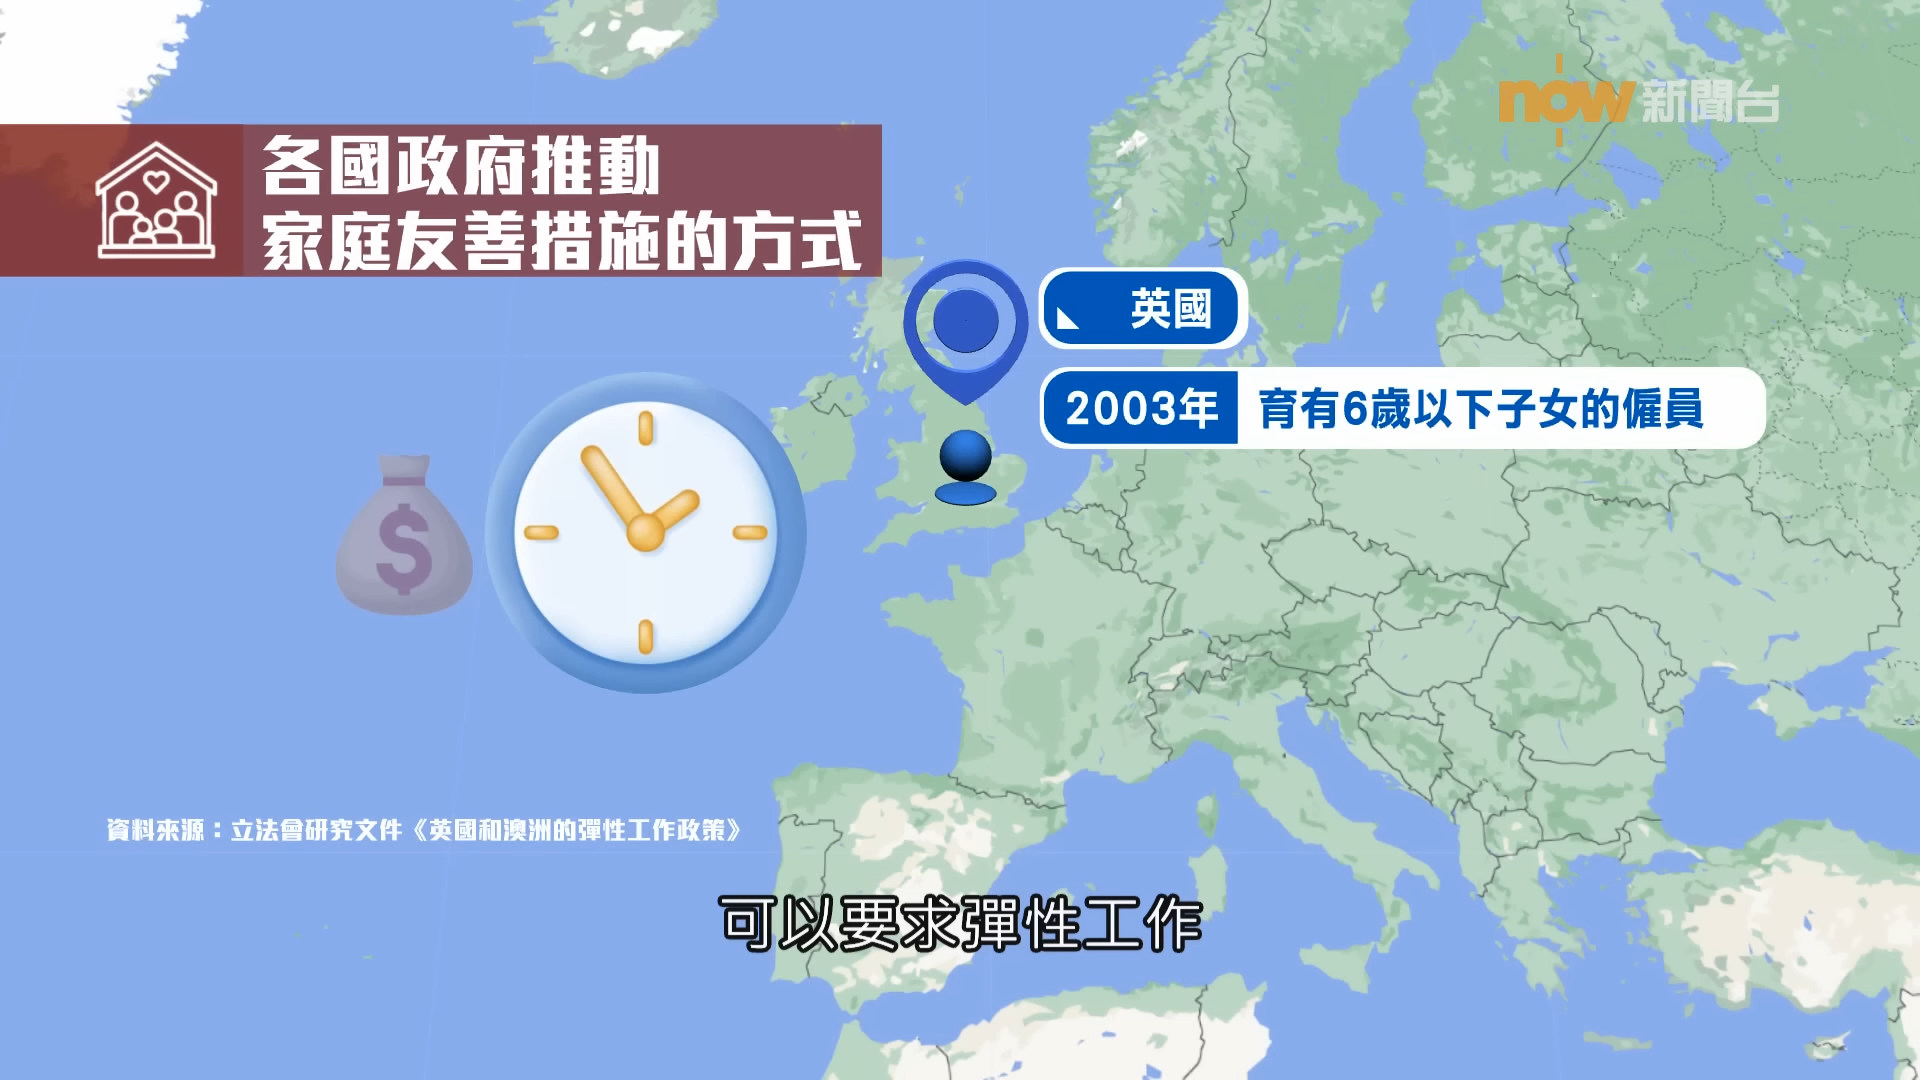 now新聞台
各國政府推動
家庭友善措施的方式
英國
2003年 育有6歲以下子女的僱員
$
資料來源：立法會研究文件《英國和澳洲的彈性工作政策》
可以要求彈性工作